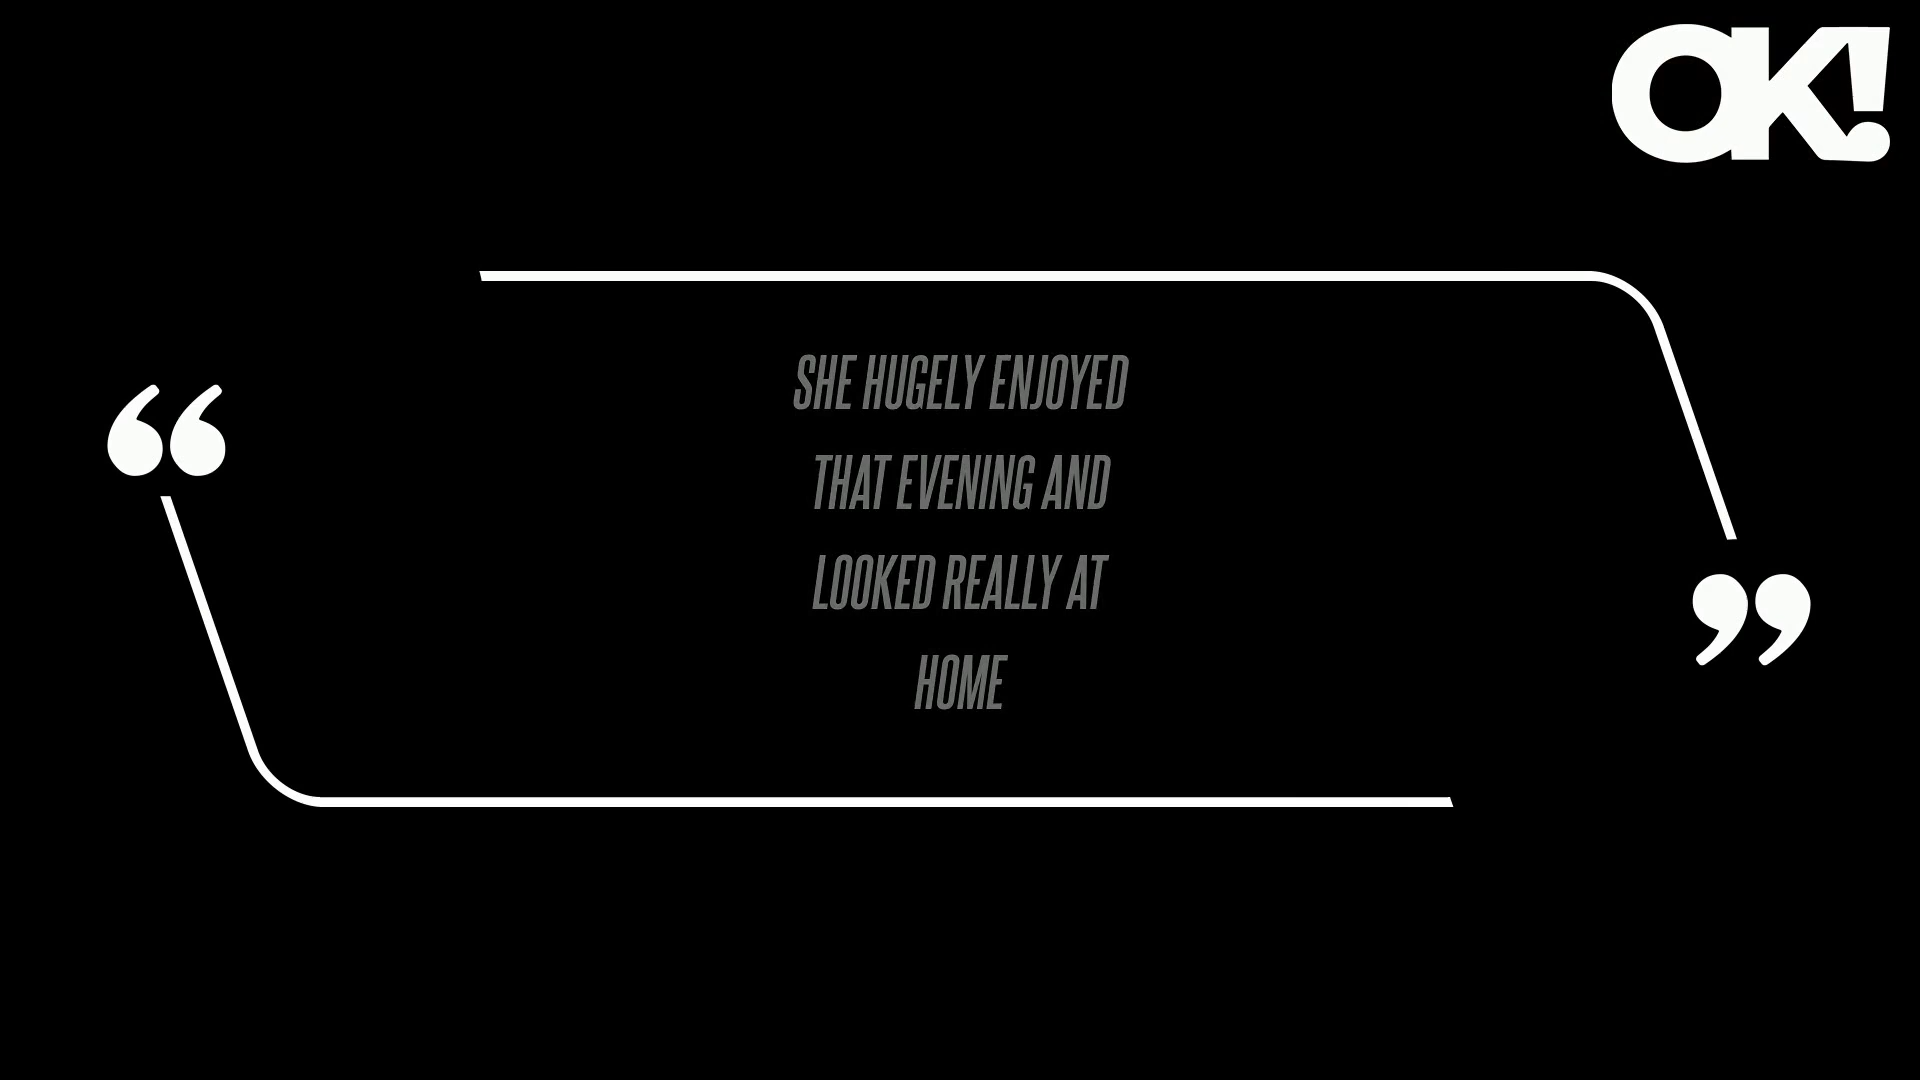 OK!
“
SHE HUGELY ENJOYED
THAT EVENING AND
LOOKED REALLY AT
HOME
”